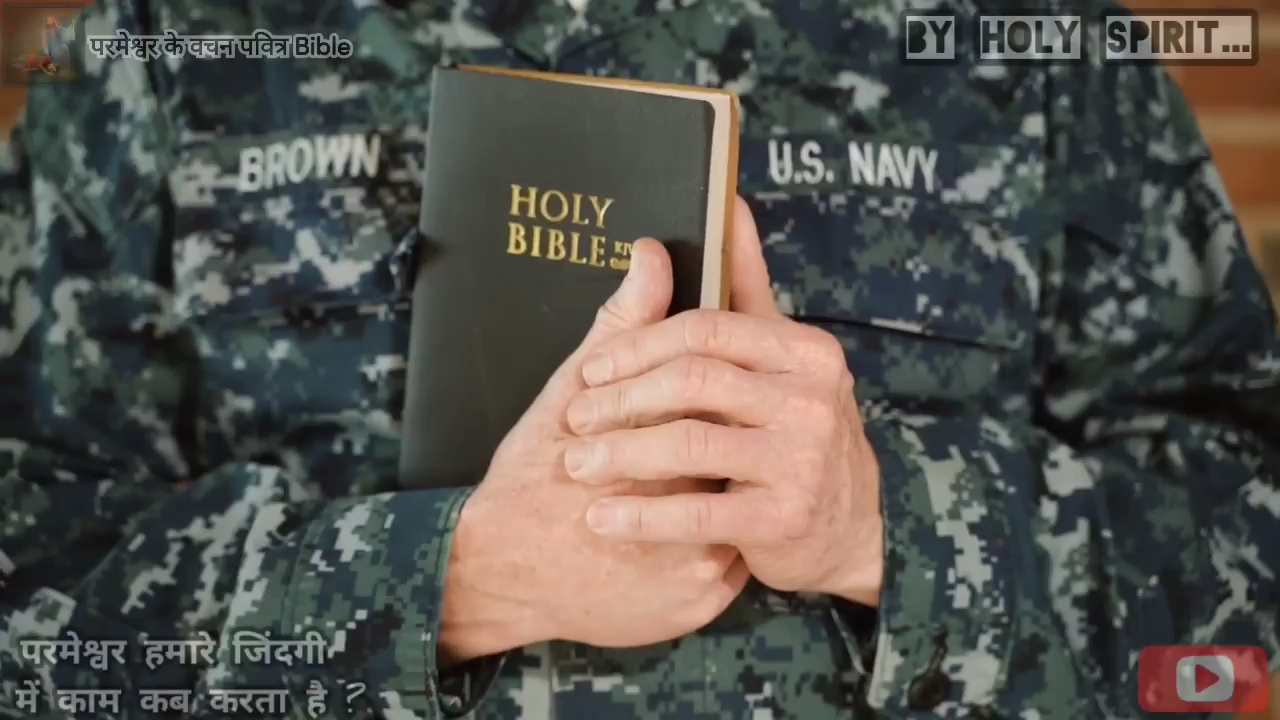 परमेश्वर के वचन पवित्र Bible
BY HOLY SPIRIT...
BROWN
U.S. NAVY
HOLY
BIBLE
परमेश्वर हमारे जिंदगी
में काम कब करता है ?